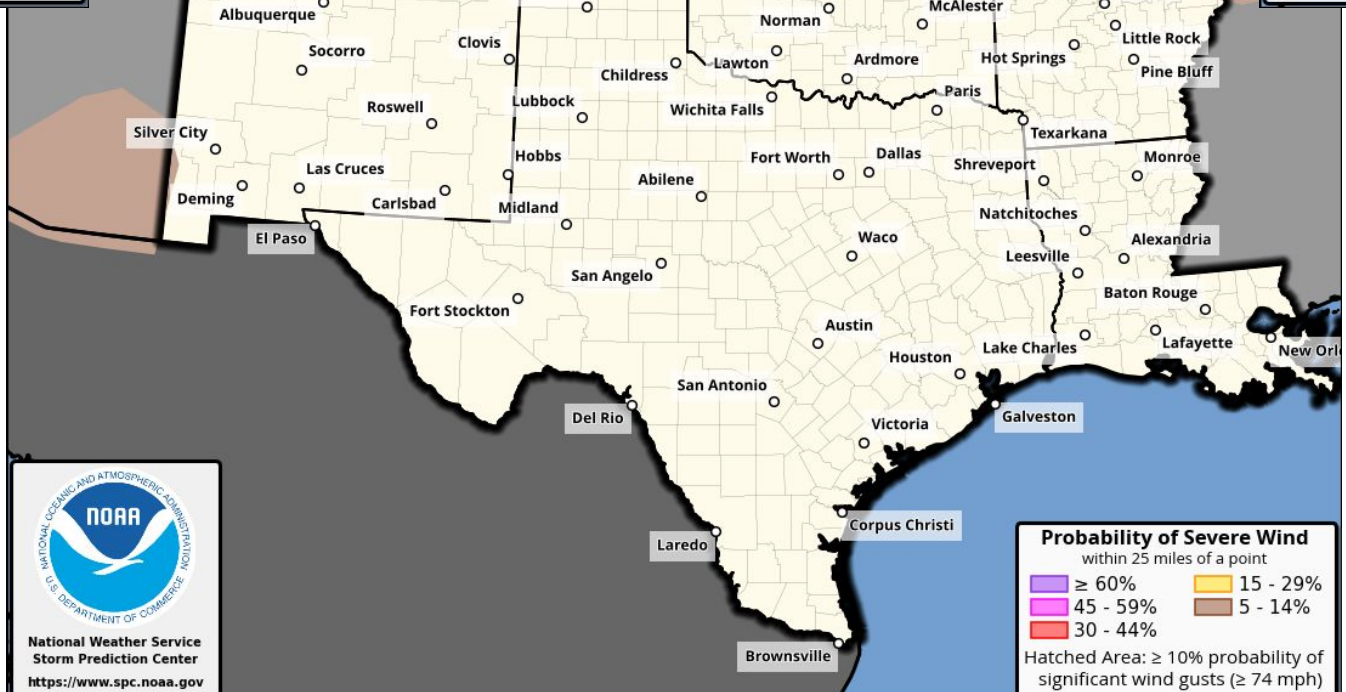 Albuquerque
McAlester
Norman
Little Rock
Clovis
Socorro
Hot Springs
Ardmore
Lawton
Childress
Pine Bluff
Paris
Lubbock
Roswell
Wichita Falls
Silver City
Texarkana
Hobbs
Fort Worth
Dallas
Monroe
Shreveport
Las Cruces
Abilene
Deming
Carlsbad
Midland
Natchitoches
El Paso
Waco
Alexandria
Leesville
San Angelo
Baton Rouge
Fort Stockton
Austin
Lafayette
Lake Charles
New Orl
Houston
San Antonio
Del Rio
Galveston
Victoria
Corpus Christi
Laredo
Brownsville
NATIONAL OCEANIC AND ATMOSPHERIC ADMINISTRATION
NOAA
U.S. DEPARTMENT OF COMMERCE
National Weather Service
Storm Prediction Center
https://www.spc.noaa.gov
Probability of Severe Wind
within 25 miles of a point
≥ 60%
15 - 29%
45 - 59%
5 - 14%
30 - 44%
Hatched Area: ≥ 10% probability of
significant wind gusts (≥ 74 mph)